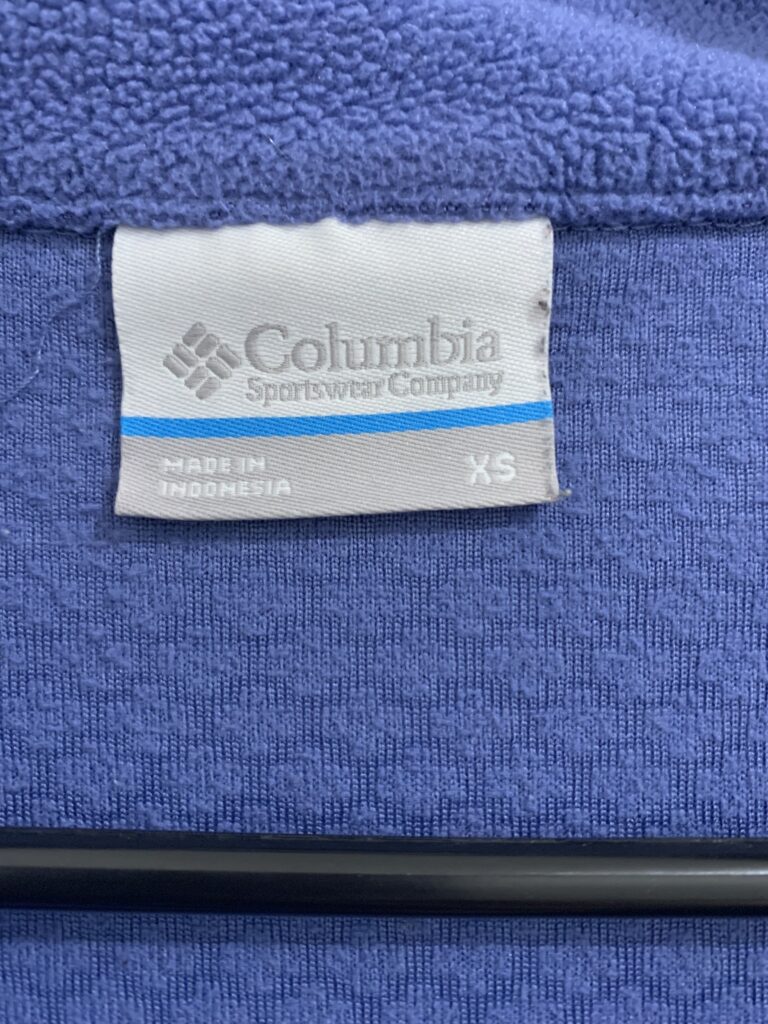 Columbia
Sportswear Company
MADE IN
INDONESIA
XS